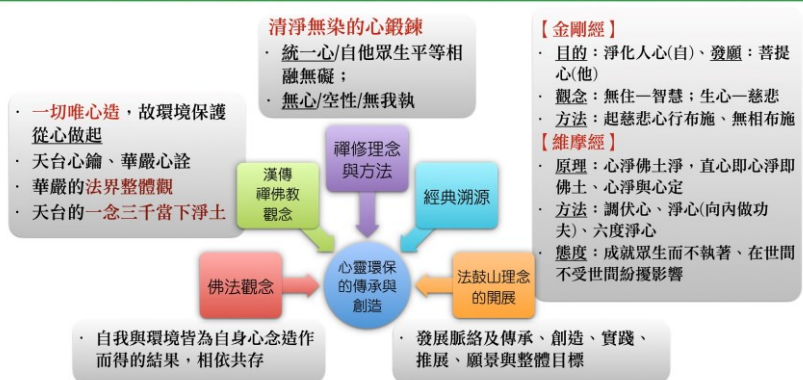 清淨無染的心鍛鍊
· 統一心/自他眾生平等相
融無礙；
· 無心/空性/無我執
【金剛經】
· 目的：淨化人心(自)、發願：菩提
心(他)
· 觀念：無住—智慧；生心—慈悲
· 方法：起慈悲心行布施、無相布施
【維摩經】
· 原理：心淨佛土淨，直心即心淨即
佛土、心淨與心定
· 方法：調伏心、淨心(向內做功
夫)、六度淨心
· 態度：成就眾生而不執著、在世間
不受世間紛擾影響
· 一切唯心造，故環境保護
從心做起
· 天台心鑰、華嚴心詮
· 華嚴的法界整體觀
· 天台的一念三千當下淨土
漢傳
禪佛教
觀念
禪修理念
與方法
經典溯源
佛法觀念
心靈環保
的傳承與
創造
法鼓山理念
的開展
· 自我與環境皆為自身心念造作
而得的結果，相依共存
· 發展脈絡及傳承、創造、實踐、
推展、願景與整體目標